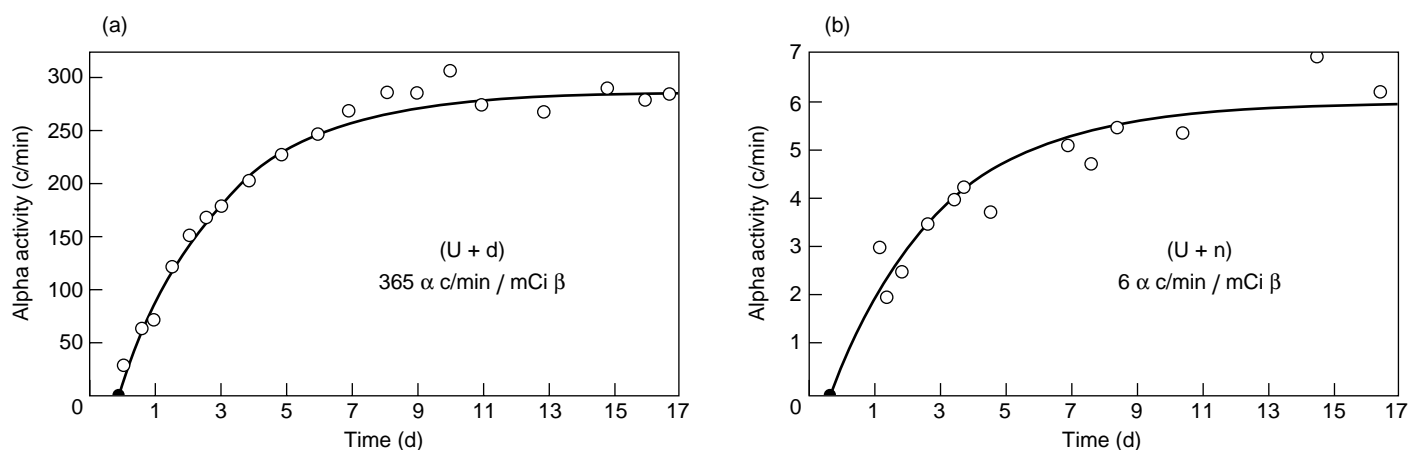 (a)
300
250
200
150
100
50
0
Alpha activity (c/min)
(U + d)
365 α c/min / mCi β
1 3 5 7 9 11 13 15 17
Time (d)
(b)
7
6
5
4
3
2
1
0
Alpha activity (c/min)
(U + n)
6 α c/min / mCi β
1 3 5 7 9 11 13 15 17
Time (d)